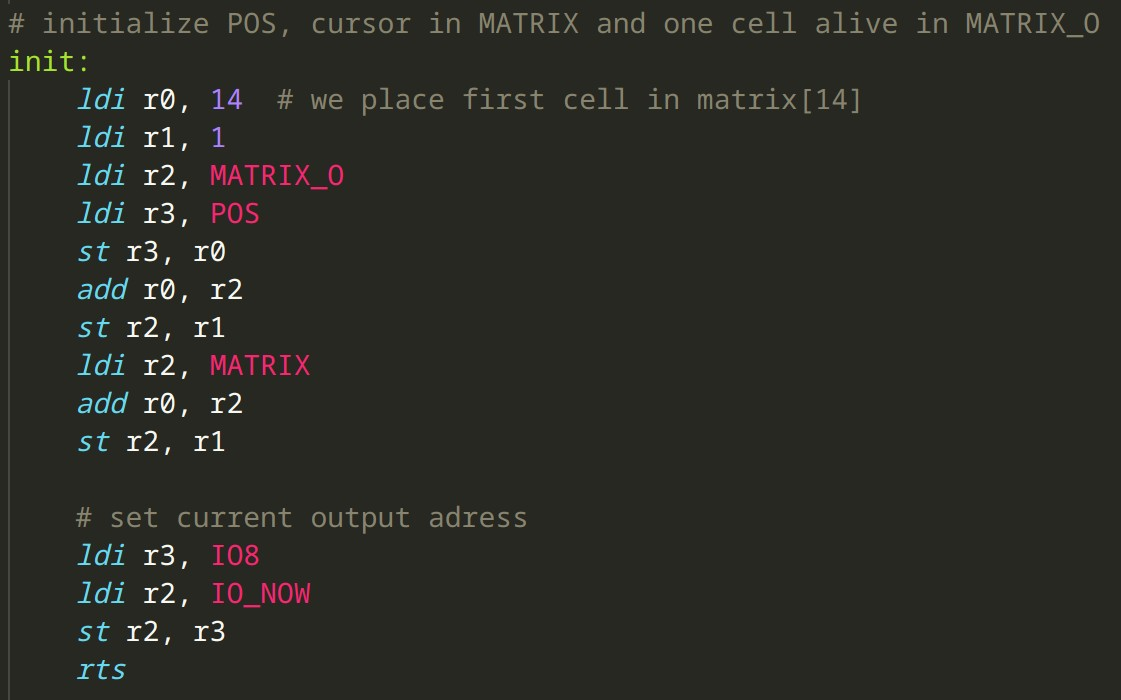 # initialize POS, cursor in MATRIX and one cell alive in MATRIX_O
init:
    ldi r0, 14  # we place first cell in matrix[14]
    ldi r1, 1
    ldi r2, MATRIX_O
    ldi r3, POS
    st r3, r0
    add r0, r2
    st r2, r1
    ldi r2, MATRIX
    add r0, r2
    st r2, r1

    # set current output adress
    ldi r3, IO8
    ldi r2, IO_NOW
    st r2, r3
    rts